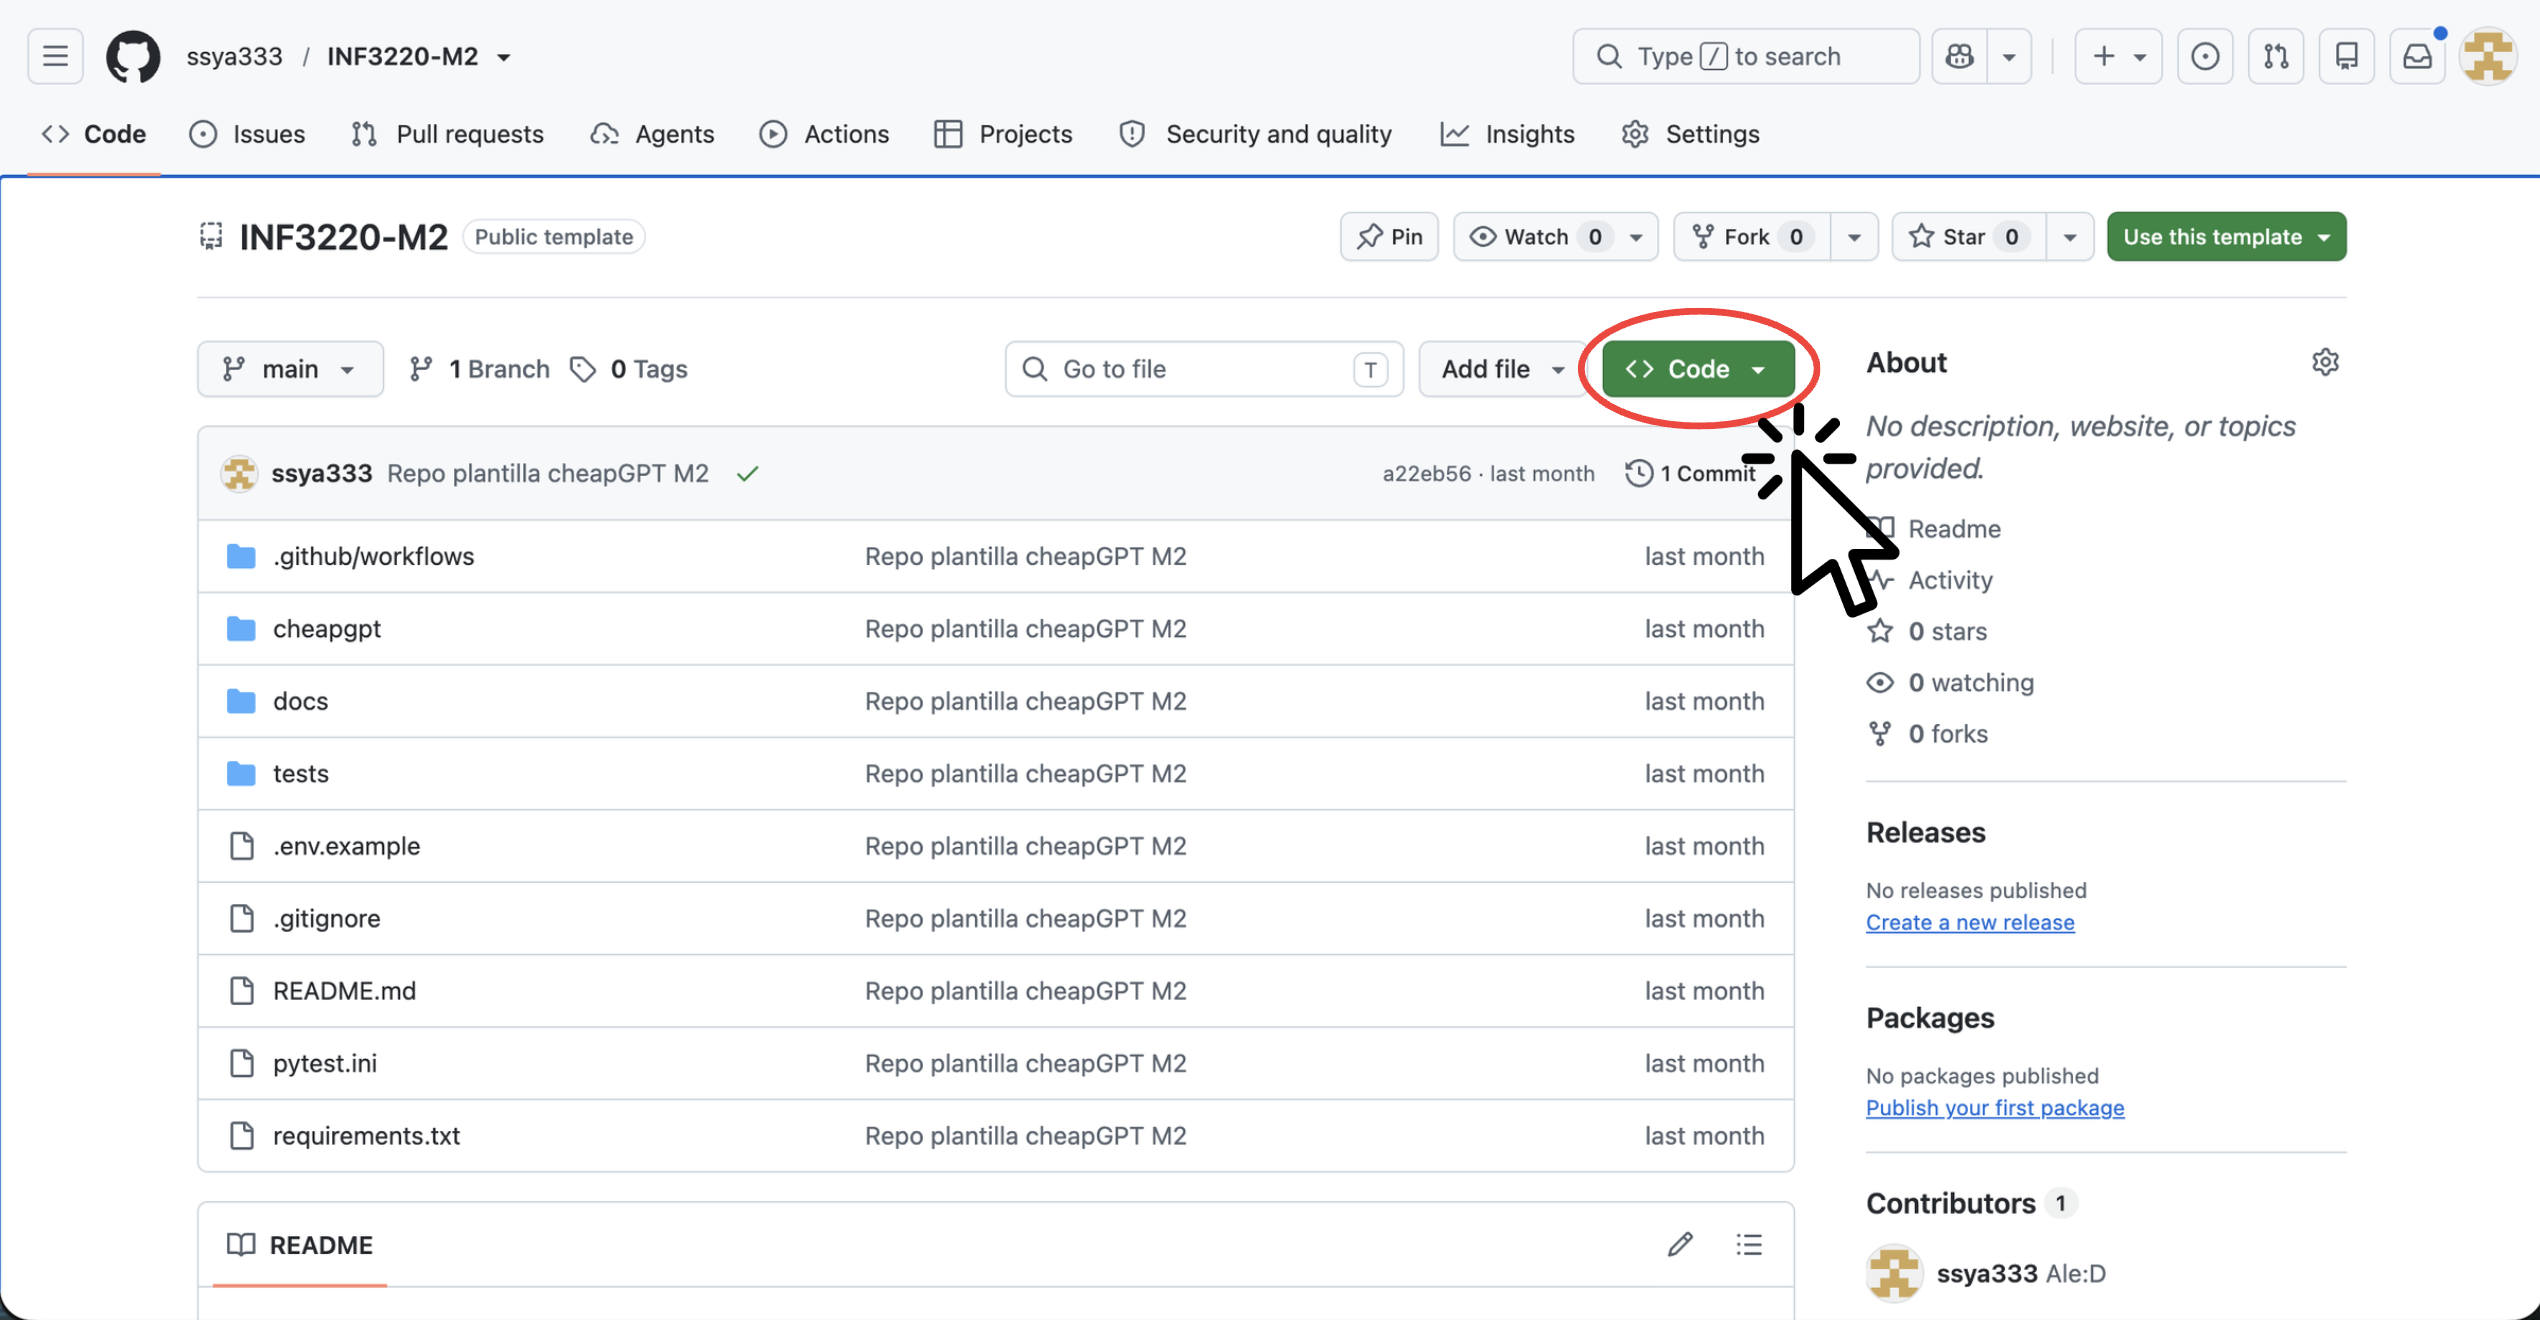 ssya333 / INF3220-M2
Type / to search
Code
Issues
Pull requests
Agents
Actions
Projects
Security and quality
Insights
Settings
INF3220-M2
Public template
Pin
Watch 0
Fork 0
Star 0
Use this template
main
1 Branch
0 Tags
Go to file
T
Add file
Code
ssya333 Repo plantilla cheapGPT M2
a22eb56 · last month
1 Commit
.github/workflows Repo plantilla cheapGPT M2 last month
cheapgpt Repo plantilla cheapGPT M2 last month
docs Repo plantilla cheapGPT M2 last month
tests Repo plantilla cheapGPT M2 last month
.env.example Repo plantilla cheapGPT M2 last month
.gitignore Repo plantilla cheapGPT M2 last month
README.md Repo plantilla cheapGPT M2 last month
pytest.ini Repo plantilla cheapGPT M2 last month
requirements.txt Repo plantilla cheapGPT M2 last month
README
About
No description, website, or topics
provided.
Readme
Activity
0 stars
0 watching
0 forks
Releases
No releases published
Create a new release
Packages
No packages published
Publish your first package
Contributors 1
ssya333 Ale:D